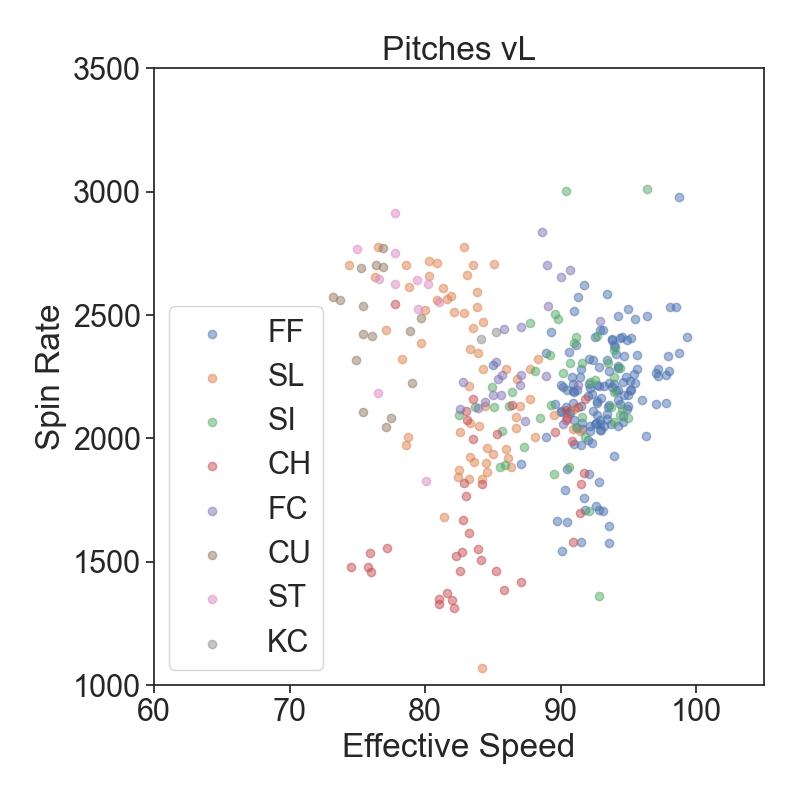 Pitches vL
3500
3000
2500
2000
1500
1000
Spin Rate
FF
SL
SI
CH
FC
CU
ST
KC
60 70 80 90 100
Effective Speed